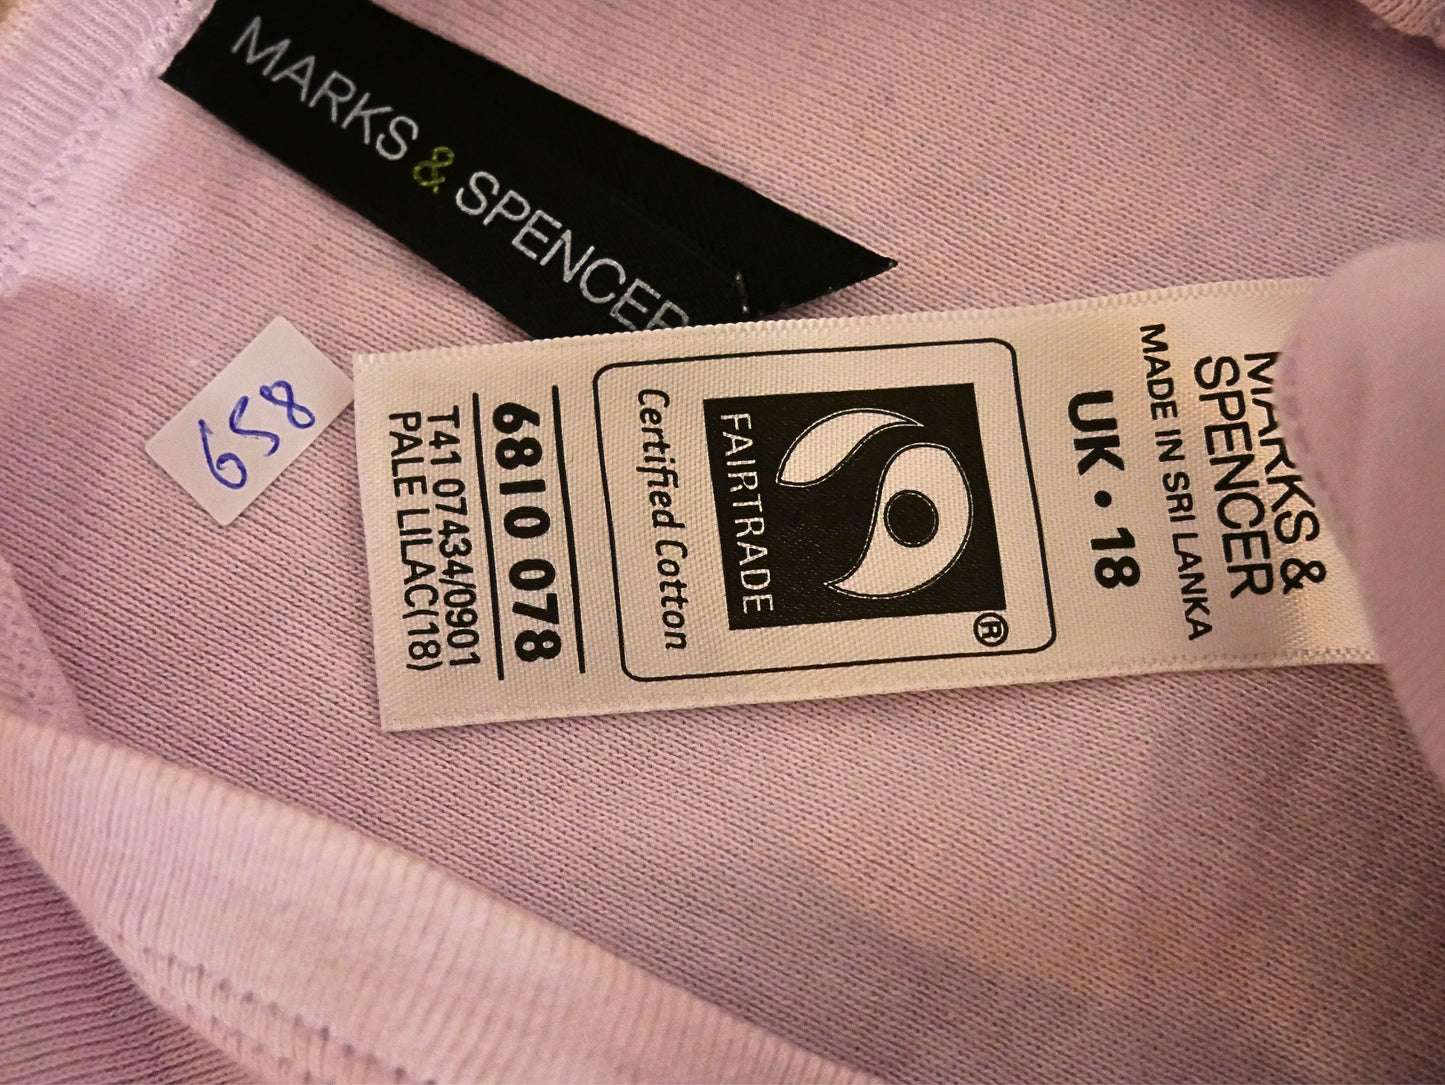 MARKS & SPENCER
658
MARKS &
SPENCER
MADE IN SRI LANKA
UK • 18
FAIRTRADE
®
Certified Cotton
6810 078
T41 07434/0901
PALE LILAC(18)